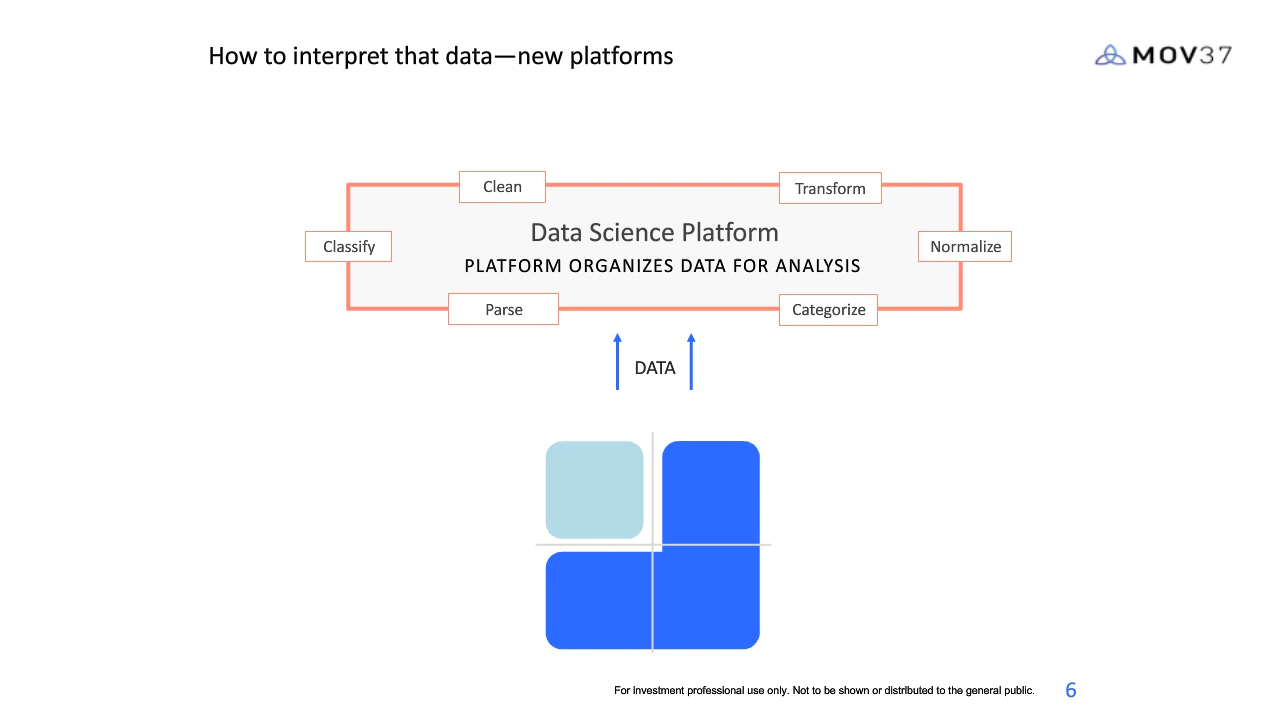 How to interpret that data—new platforms
MOV37
Clean
Transform
Classify
Data Science Platform
Normalize
PLATFORM ORGANIZES DATA FOR ANALYSIS
Parse
Categorize
DATA
For investment professional use only. Not to be shown or distributed to the general public.
6